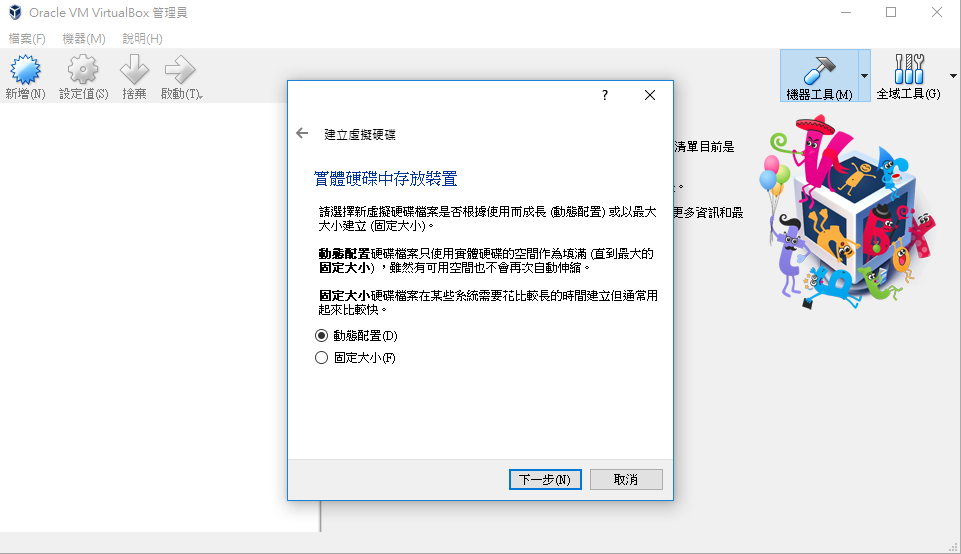 Oracle VM VirtualBox 管理員
檔案(F) 機器(M) 說明(H)
新增(N) 設定值(S) 捨棄 啟動(T)
機器工具(M) 全域工具(G)
?
建立虛擬硬碟
清單目前是
實體硬碟中存放裝置
。
請選擇新虛擬硬碟檔案是否根據使用而成長 (動態配置) 或以最大
大小建立 (固定大小)。
更多資訊和最
動態配置硬碟檔案只使用實體硬碟的空間作為填滿 (直到最大的
固定大小) ，雖然有可用空間也不會再次自動伸縮。
固定大小硬碟檔案在某些系統需要花比較長的時間建立但通常用
起來比較快。
動態配置(D)
固定大小(F)
下一步(N) 取消